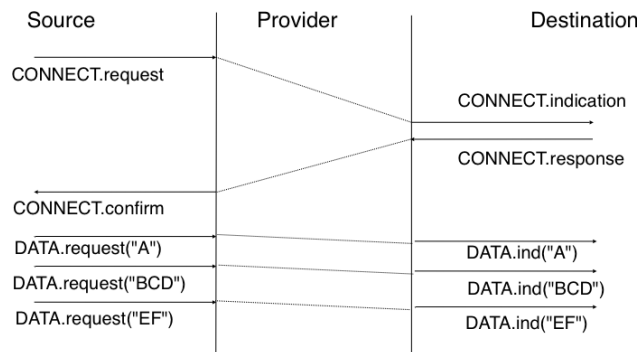 Source Provider Destination
CONNECT.request
CONNECT.indication
CONNECT.response
CONNECT.confirm
DATA.request("A") DATA.ind("A")
DATA.request("BCD") DATA.ind("BCD")
DATA.request("EF") DATA.ind("EF")